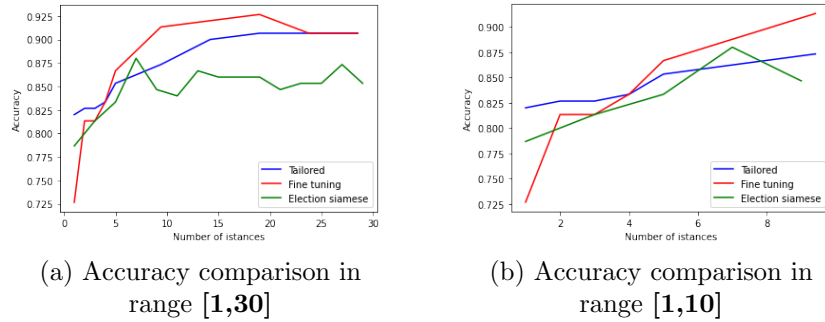 0.925
0.900
0.875
0.850
0.825
0.800
0.775
0.750
0.725
Accuracy
0 5 10 15 20 25 30
Number of istances
Tailored
Fine tuning
Election siamese
(a) Accuracy comparison in
range [1,30]
0.900
0.875
0.850
0.825
0.800
0.775
0.750
0.725
Accuracy
2 4 6 8
Number of istances
Tailored
Fine tuning
Election siamese
(b) Accuracy comparison in
range [1,10]